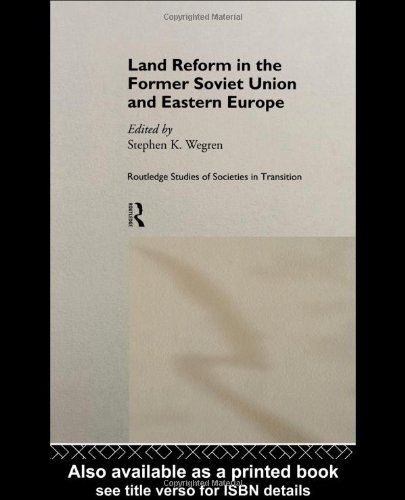 Copyrighted Material
Land Reform in the
Former Soviet Union
and Eastern Europe
Edited by
Stephen K. Wegren
Routledge Studies of Societies in Transition
ROUTLEDGE
Copyrighted Material
Also available as a printed book
see title verso for ISBN details